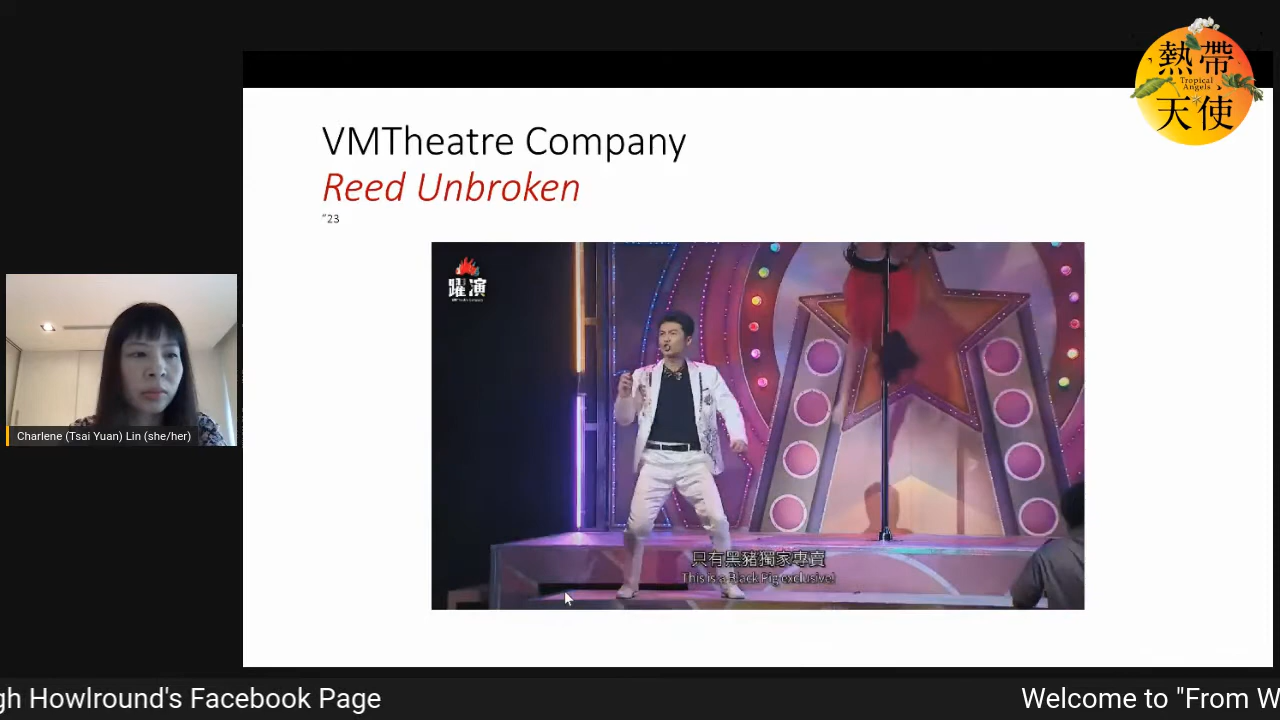 熱帶
Tropical
Angels
天使
VMTheatre Company
Reed Unbroken
"23
躍演
只有黑豬獨家專賣
This is a Black Pig exclusive!
Charlene (Tsai Yuan) Lin (she/her)
gh Howlround's Facebook Page
Welcome to "From W